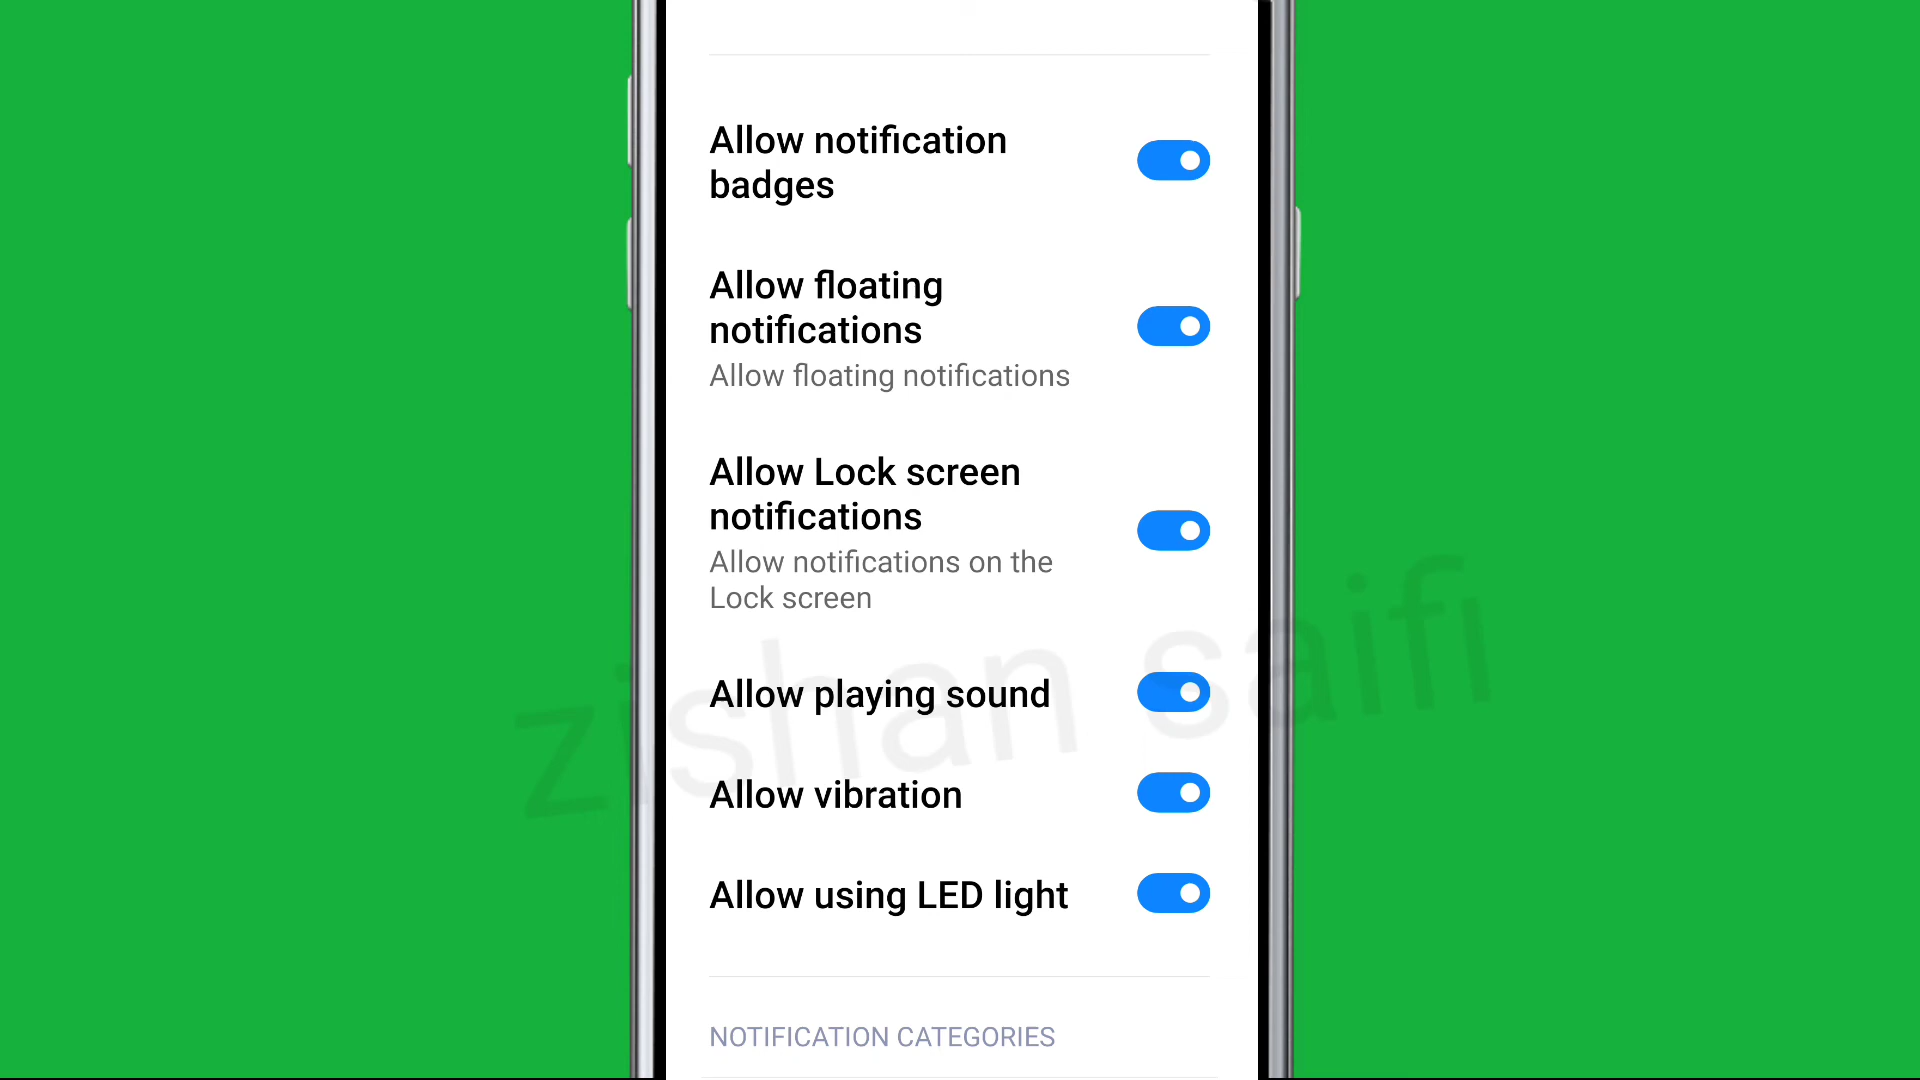 Allow notification
badges
Allow floating
notifications
Allow floating notifications
Allow Lock screen
notifications
Allow notifications on the
Lock screen
Allow playing sound
Allow vibration
Allow using LED light
zishan saifi
NOTIFICATION CATEGORIES